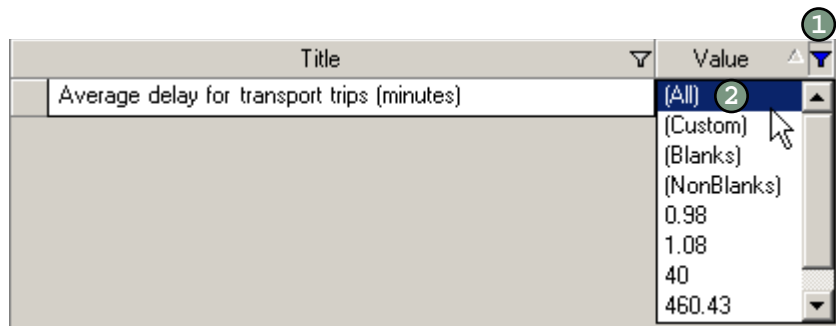 1
Title Value
Average delay for transport trips (minutes) (All) 2
(Custom)
(Blanks)
(NonBlanks)
0.98
1.08
40
460.43